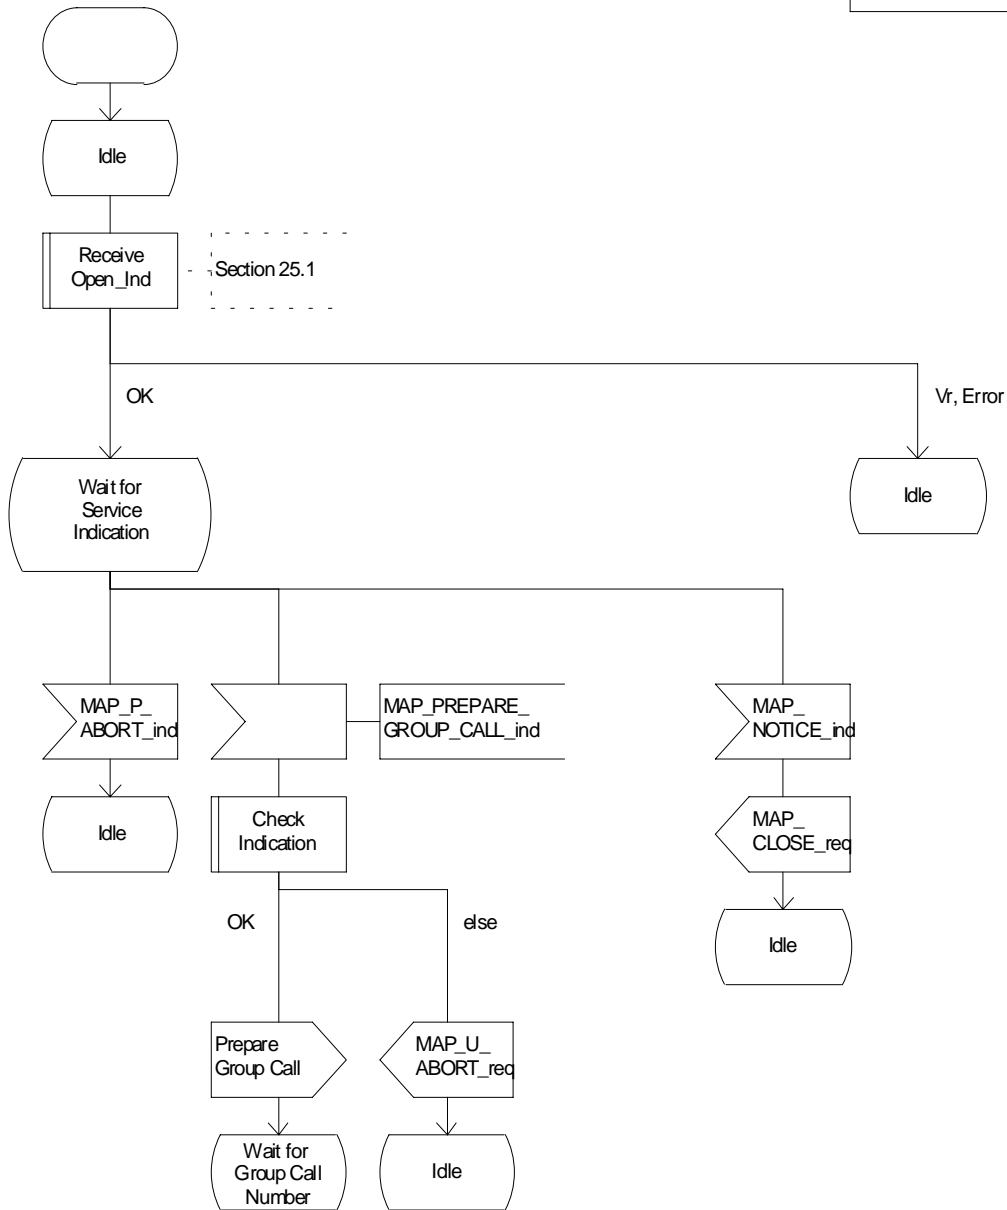 Idle
Receive
Open_Ind
Section 25.1
OK
Vr, Error
Wait for
Service
Indication
Idle
MAP_P_
ABORT_ind
MAP_PREPARE_
GROUP_CALL_ind
MAP_
NOTICE_ind
Idle
Check
Indication
MAP_
CLOSE_req
OK
else
Idle
Prepare
Group Call
MAP_U_
ABORT_req
Wait for
Group Call
Number
Idle